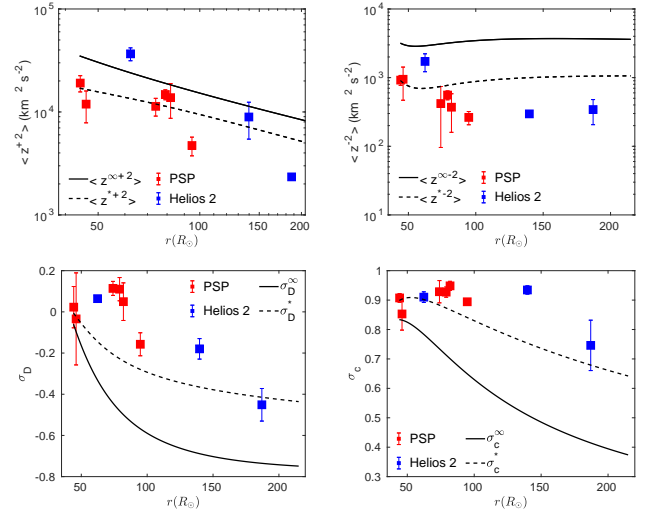 10^5
10^4
10^3
< z^{+2} > (km^2 s^{-2})
< z^{∞+2} >
< z^{*+2} >
PSP
Helios 2
50 100 150 200
r(R_⊙)
10^4
10^3
10^2
10^1
< z^{-2} > (km^2 s^{-2})
< z^{∞-2} >
< z^{*-2} >
PSP
Helios 2
50 100 150 200
r(R_⊙)
0.2
0
-0.2
-0.4
-0.6
-0.8
σ_D
PSP
Helios 2
σ_D^∞
σ_D^*
50 100 150 200
r(R_⊙)
1
0.9
0.8
0.7
0.6
0.5
0.4
0.3
σ_c
PSP
Helios 2
σ_c^∞
σ_c^*
50 100 150 200
r(R_⊙)